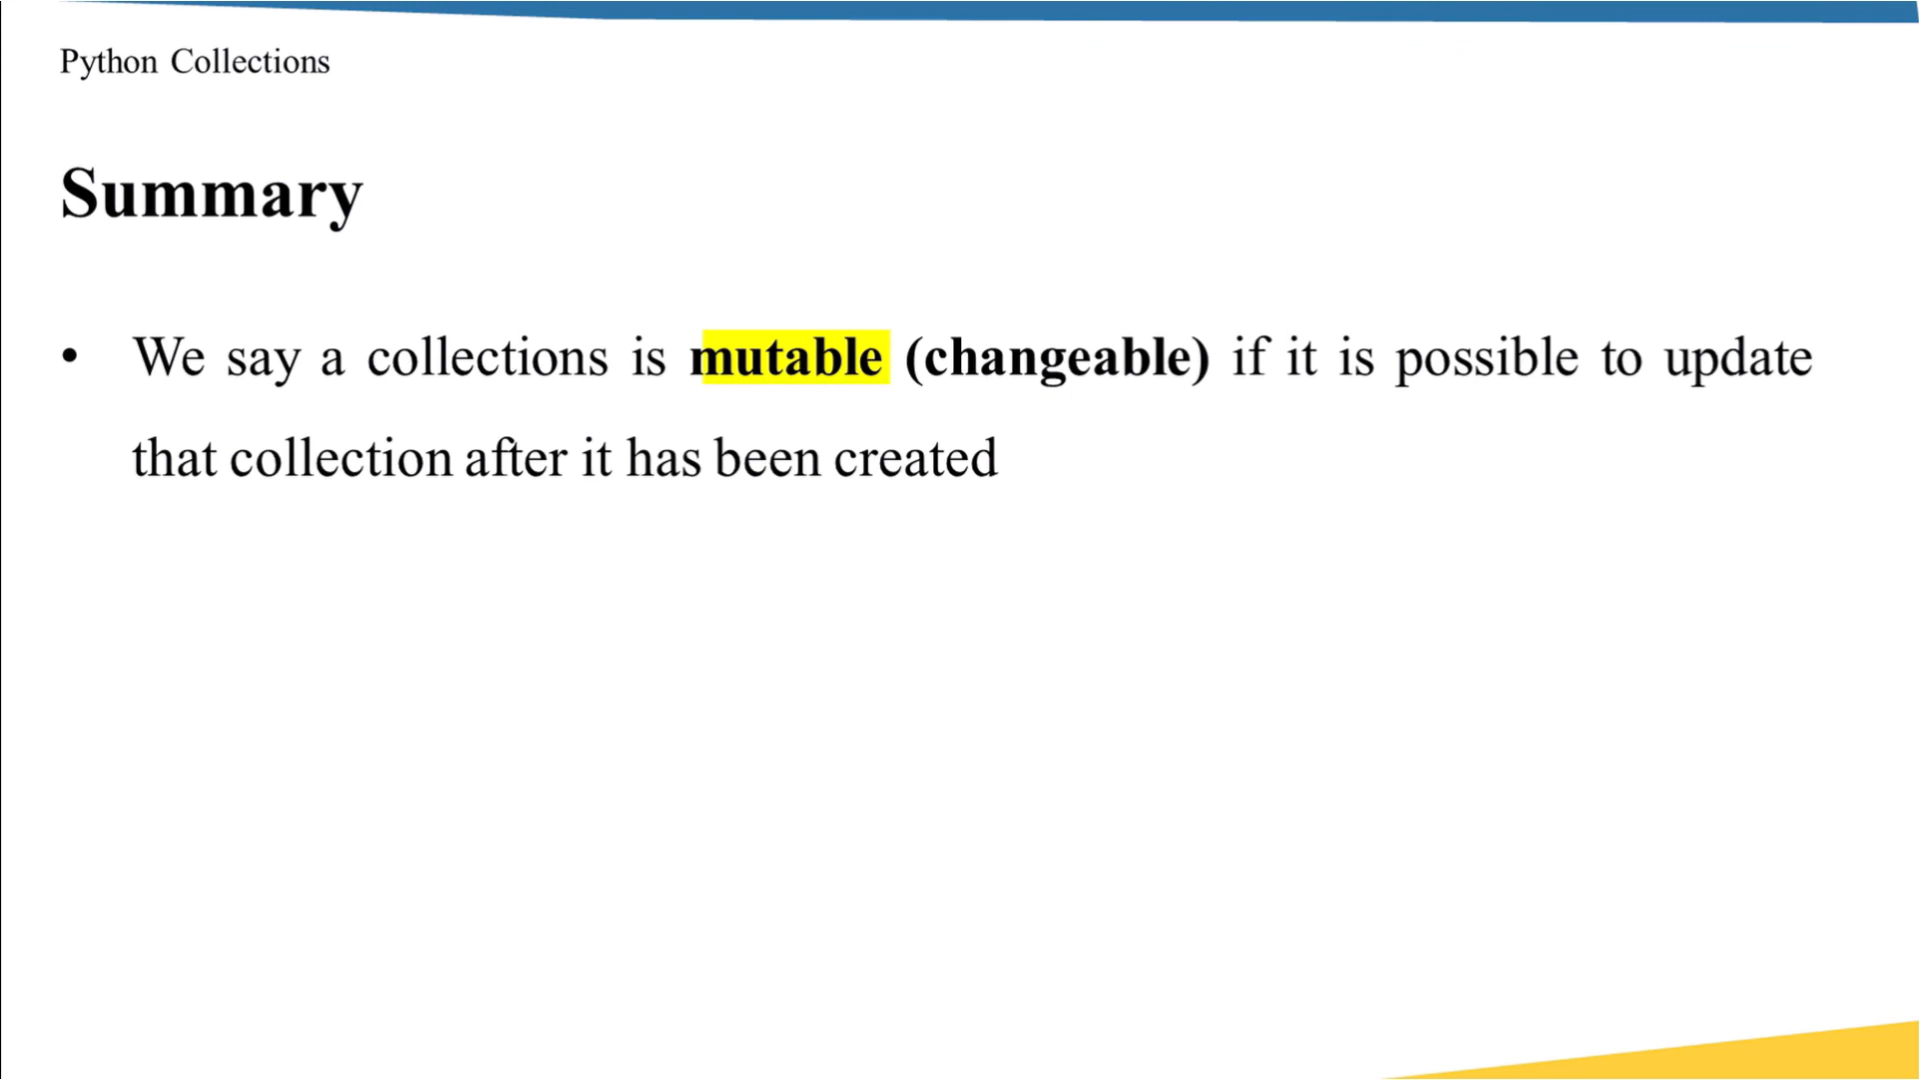 Python Collections
Summary
• We say a collections is mutable (changeable) if it is possible to update
that collection after it has been created